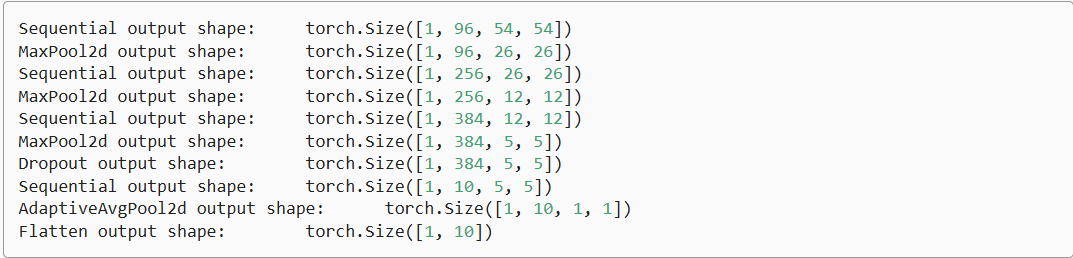 Sequential output shape:     torch.Size([1, 96, 54, 54])
MaxPool2d output shape:      torch.Size([1, 96, 26, 26])
Sequential output shape:     torch.Size([1, 256, 26, 26])
MaxPool2d output shape:      torch.Size([1, 256, 12, 12])
Sequential output shape:     torch.Size([1, 384, 12, 12])
MaxPool2d output shape:      torch.Size([1, 384, 5, 5])
Dropout output shape:        torch.Size([1, 384, 5, 5])
Sequential output shape:     torch.Size([1, 10, 5, 5])
AdaptiveAvgPool2d output shape:      torch.Size([1, 10, 1, 1])
Flatten output shape:        torch.Size([1, 10])